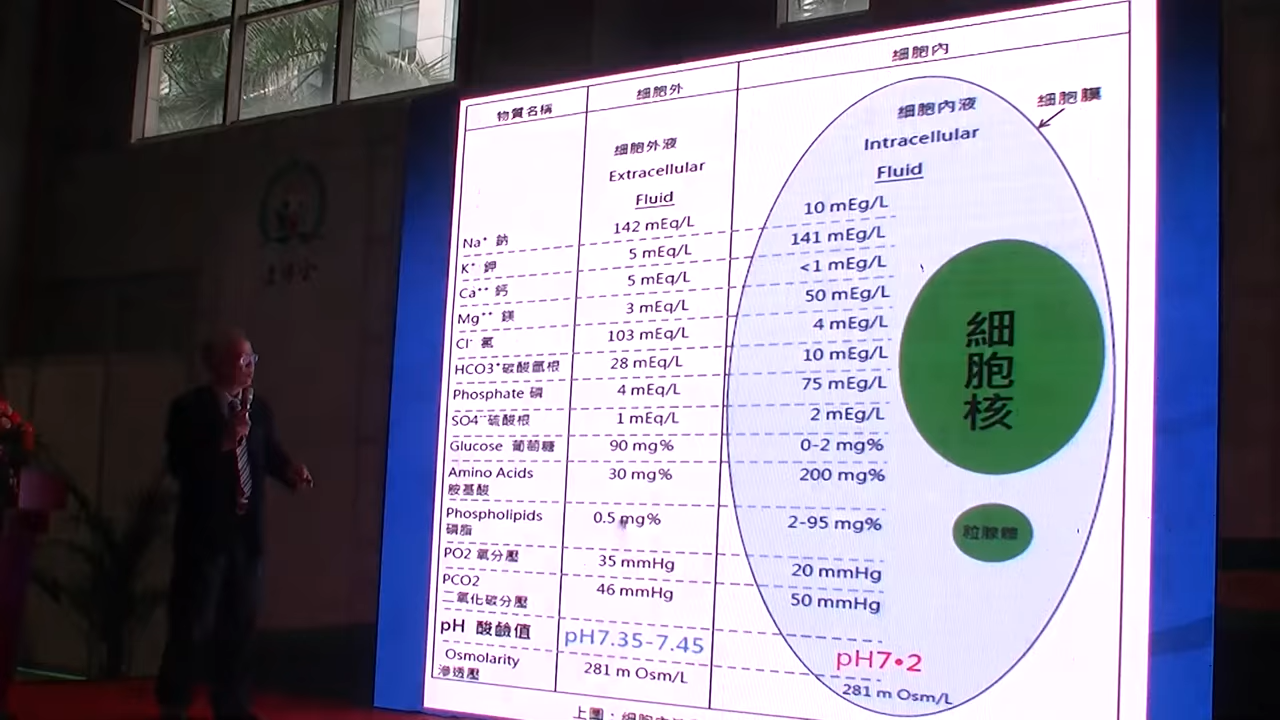 物質名稱
細胞外
細胞內
細胞外液
Extracellular
Fluid
細胞內液
Intracellular
Fluid
細胞膜
Na⁺ 鈉 142 mEq/L 10 mEg/L
K⁺ 鉀 5 mEq/L 141 mEg/L
Ca⁺⁺ 鈣 5 mEq/L <1 mEg/L
Mg⁺⁺ 鎂 3 mEq/L 50 mEg/L
Cl⁻ 氯 103 mEq/L 4 mEg/L
HCO3⁻碳酸氫根 28 mEq/L 10 mEg/L
Phosphate 磷 4 mEq/L 75 mEg/L
SO4⁻⁻硫酸根 1 mEq/L 2 mEg/L
Glucose 葡萄糖 90 mg% 0-2 mg%
Amino Acids 30 mg% 200 mg%
胺基酸
Phospholipids 0.5 mg% 2-95 mg%
磷脂
PO2 氧分壓 35 mmHg 20 mmHg
PCO2 46 mmHg 50 mmHg
二氧化碳分壓
pH 酸鹼值 pH7.35-7.45 pH7•2
Osmolarity 281 m Osm/L 281 m Osm/L
滲透壓
細胞核
粒腺體
上圖：細胞內